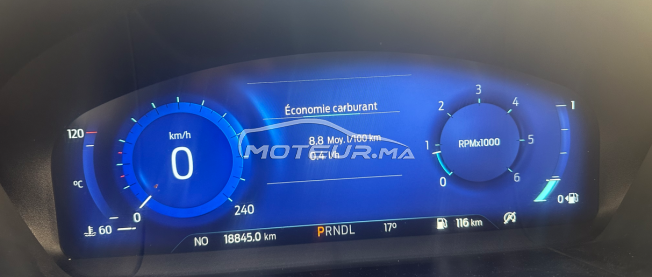 Économie carburant
8.8 Moy. l/100 km
0.4 l/h
MOTEUR.MA
120
°C
60
km/h
0
0
240
RPMx1000
0
1
2
3
4
5
6
1
0
NO 18845.0 km PRNDL 17° 116 km